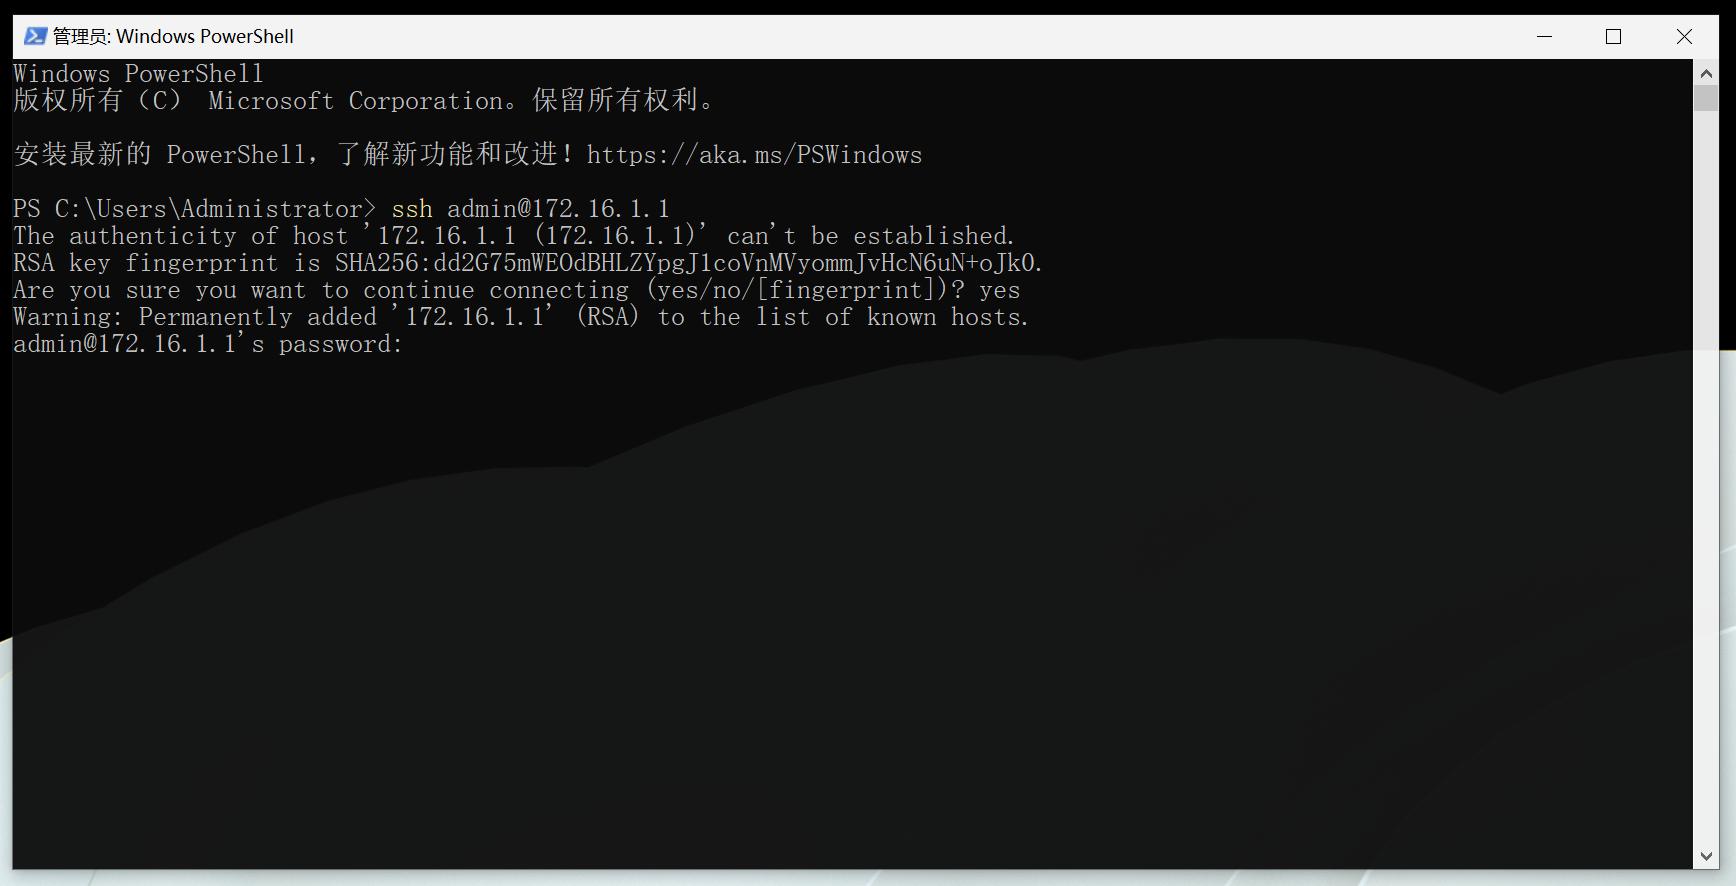 管理员: Windows PowerShell
Windows PowerShell
版权所有（C） Microsoft Corporation。保留所有权利。
安装最新的 PowerShell，了解新功能和改进！https://aka.ms/PSWindows
PS C:\Users\Administrator> ssh admin@172.16.1.1
The authenticity of host '172.16.1.1 (172.16.1.1)' can't be established.
RSA key fingerprint is SHA256:dd2G75mWEOdBHLZYpgJ1coVnMVyommJvHcN6uN+oJk0.
Are you sure you want to continue connecting (yes/no/[fingerprint])? yes
Warning: Permanently added '172.16.1.1' (RSA) to the list of known hosts.
admin@172.16.1.1's password: